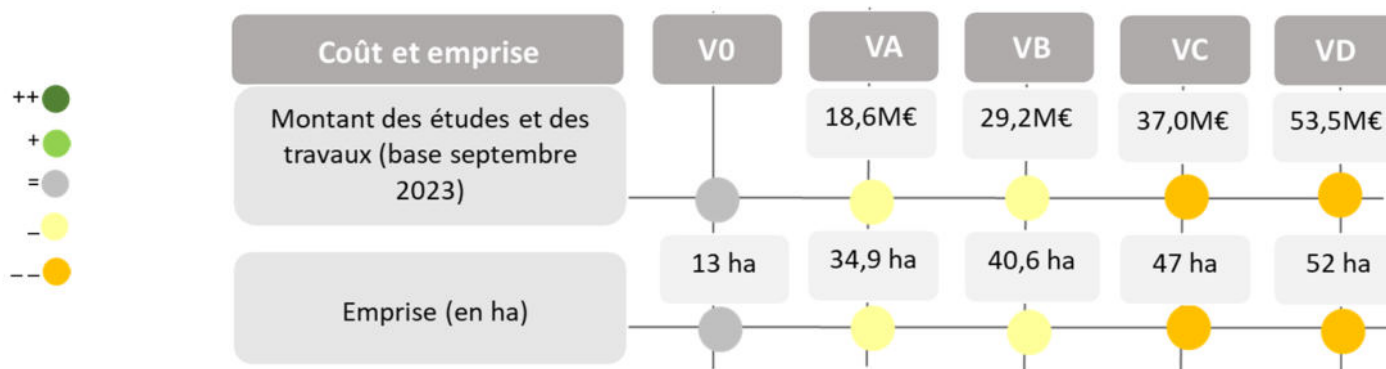 Coût et emprise
V0
VA
VB
VC
VD
++
+
=
–
– –
Montant des études et des
travaux (base septembre
2023)
18,6M€
29,2M€
37,0M€
53,5M€
Emprise (en ha)
13 ha
34,9 ha
40,6 ha
47 ha
52 ha